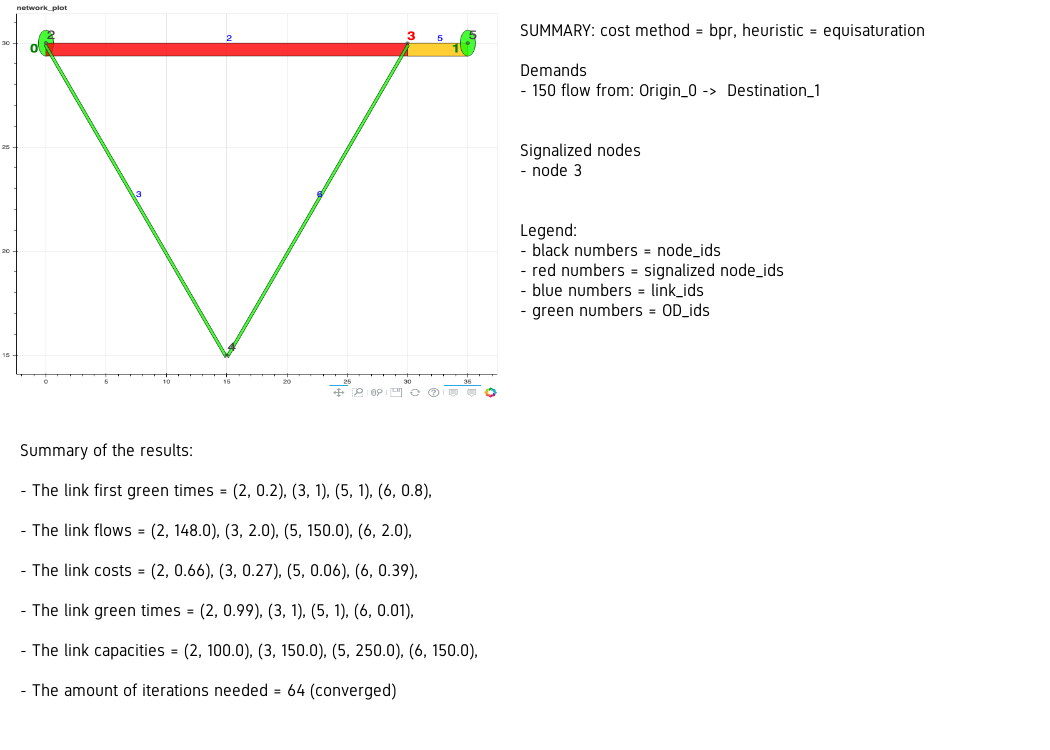 network_plot
SUMMARY: cost method = bpr, heuristic = equisaturation
Demands
- 150 flow from: Origin_0 -> Destination_1
Signalized nodes
- node 3
Legend:
- black numbers = node_ids
- red numbers = signalized node_ids
- blue numbers = link_ids
- green numbers = OD_ids
30
25
20
15
0
5
10
15
20
25
30
35
0
2
2
3
5
1
5
3
6
4
Summary of the results:
- The link first green times = (2, 0.2), (3, 1), (5, 1), (6, 0.8),
- The link flows = (2, 148.0), (3, 2.0), (5, 150.0), (6, 2.0),
- The link costs = (2, 0.66), (3, 0.27), (5, 0.06), (6, 0.39),
- The link green times = (2, 0.99), (3, 1), (5, 1), (6, 0.01),
- The link capacities = (2, 100.0), (3, 150.0), (5, 250.0), (6, 150.0),
- The amount of iterations needed = 64 (converged)